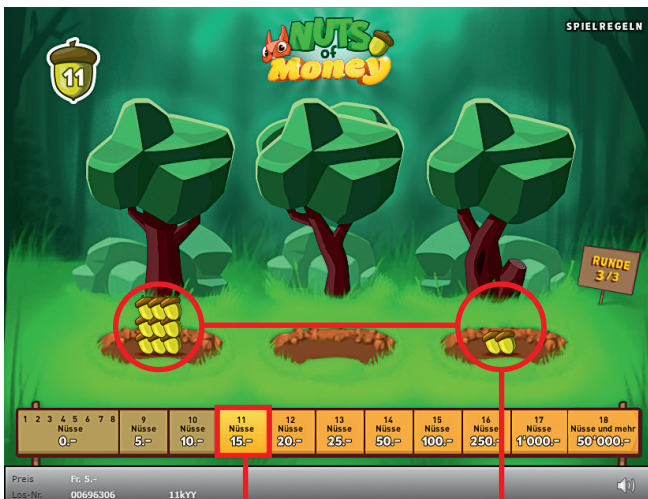 SPIELREGELN
NUTS
OF
Money
11
RUNDE
3/3
1 2 3 4 5 6 7 8
Nüsse
0.–
9
Nüsse
5.–
10
Nüsse
10.–
11
Nüsse
15.–
12
Nüsse
20.–
13
Nüsse
25.–
14
Nüsse
50.–
15
Nüsse
100.–
16
Nüsse
250.–
17
Nüsse
1'000.–
18
Nüsse und mehr
50'000.–
Preis Fr. 5.–
Los-Nr. 00696306 11kYY